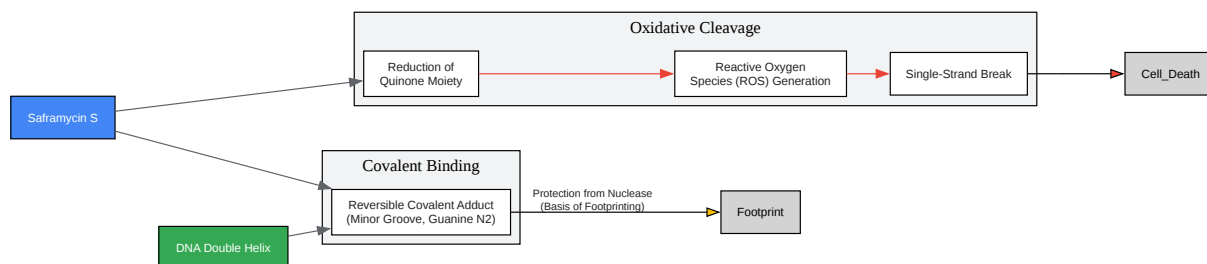 Oxidative Cleavage
Reduction of
Quinone Moiety
Reactive Oxygen
Species (ROS) Generation
Single-Strand Break
Cell_Death
Saframycin S
Covalent Binding
Reversible Covalent Adduct
(Minor Groove, Guanine N2)
Protection from Nuclease
(Basis of Footprinting)
Footprint
DNA Double Helix